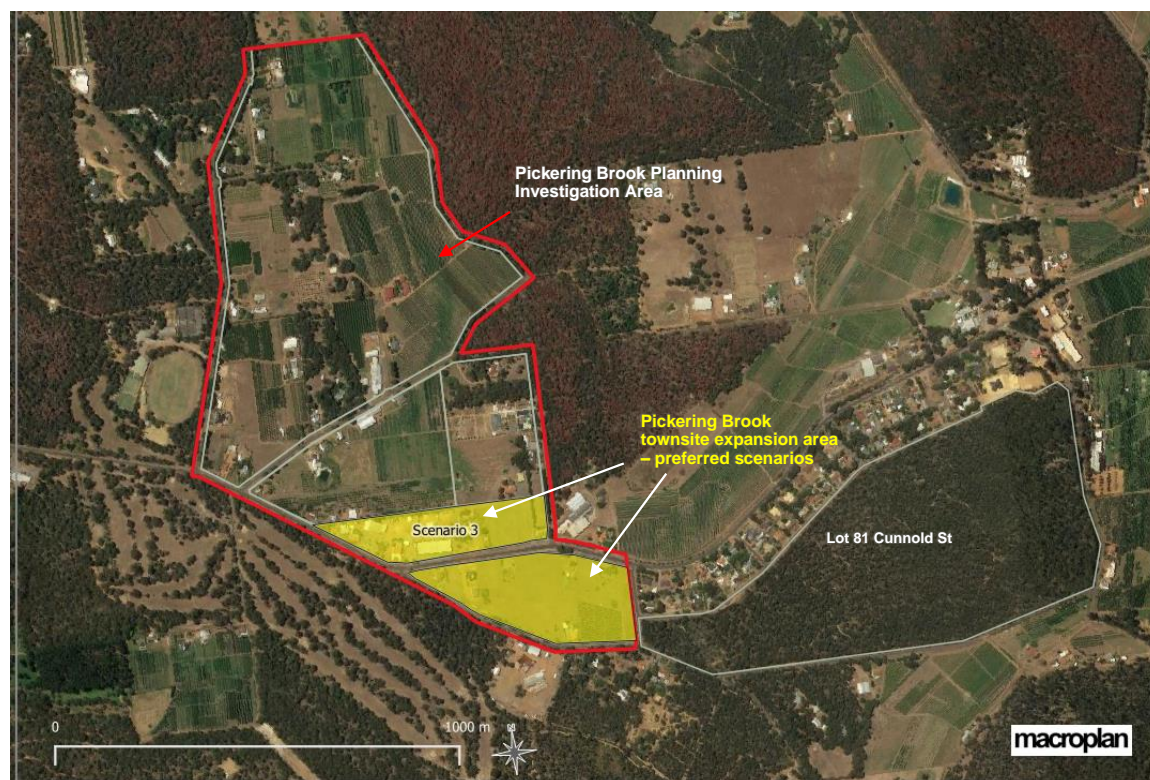 Pickering Brook Planning
Investigation Area
Pickering Brook
townsite expansion area
– preferred scenarios
Scenario 3
Lot 81 Cunnold St
0
1000 m
macroplan